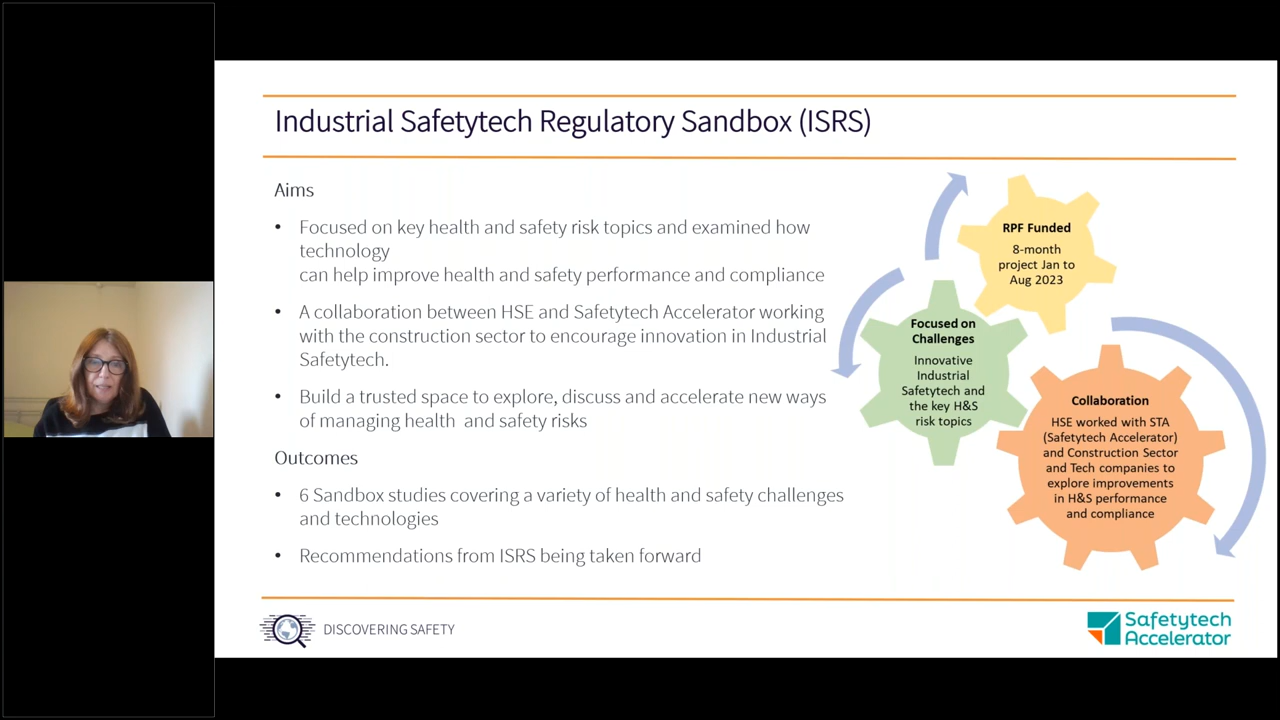 Industrial Safetytech Regulatory Sandbox (ISRS)
Aims
• Focused on key health and safety risk topics and examined how
technology
can help improve health and safety performance and compliance
• A collaboration between HSE and Safetytech Accelerator working
with the construction sector to encourage innovation in Industrial
Safetytech.
• Build a trusted space to explore, discuss and accelerate new ways
of managing health and safety risks
Outcomes
• 6 Sandbox studies covering a variety of health and safety challenges
and technologies
• Recommendations from ISRS being taken forward
RPF Funded
8-month
project Jan to
Aug 2023
Focused on
Challenges
Innovative
Industrial
Safetytech and
the key H&S
risk topics
Collaboration
HSE worked with STA
(Safetytech Accelerator)
and Construction Sector
and Tech companies to
explore improvements
in H&S performance
and compliance
DISCOVERING SAFETY
Safetytech
Accelerator